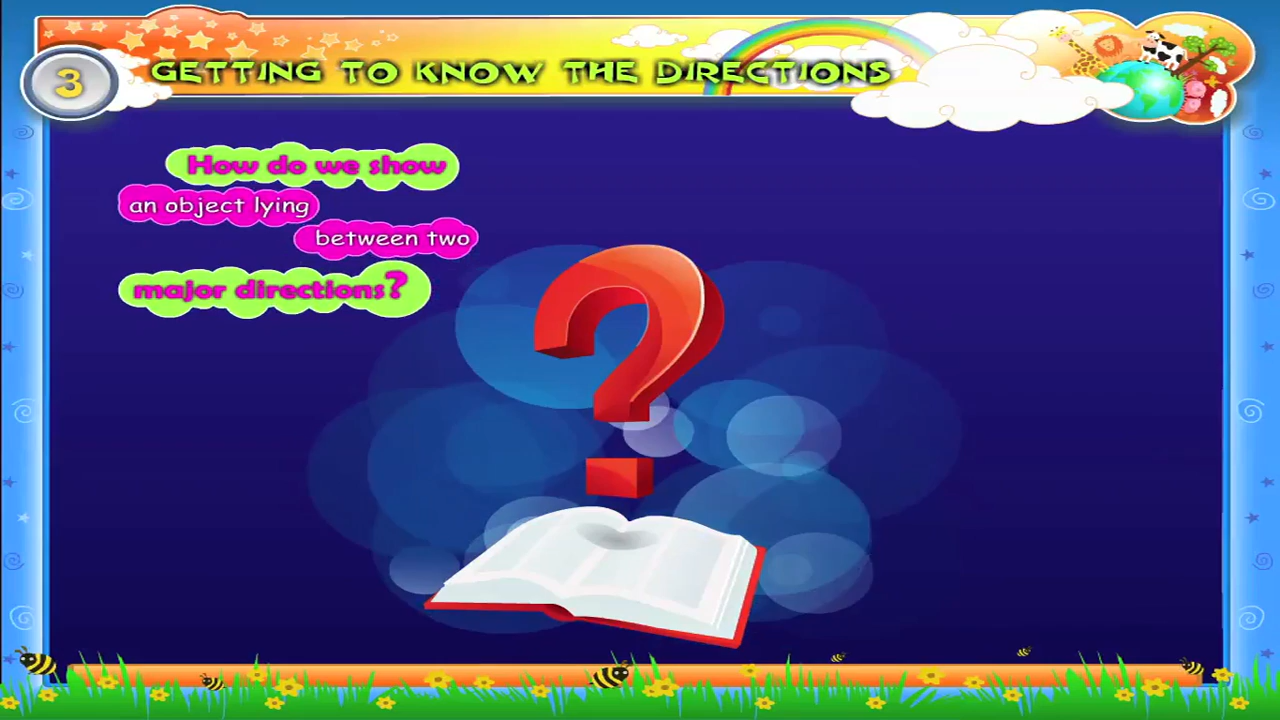 3
GETTING TO KNOW THE DIRECTIONS
How do we show
an object lying
between two
major directions?